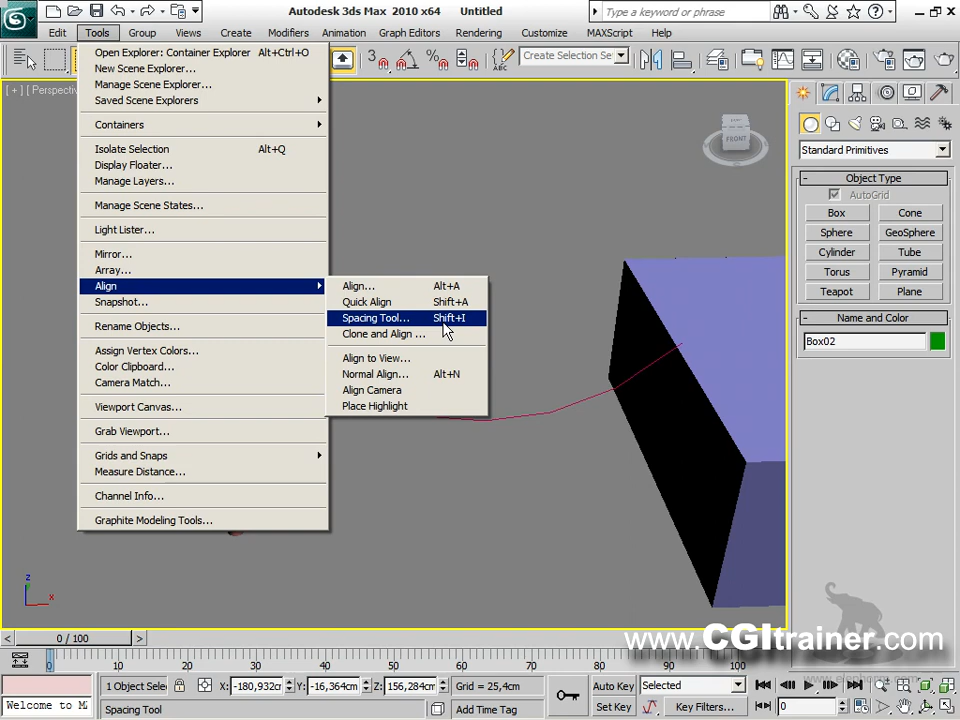 Autodesk 3ds Max 2010 x64 Untitled
Type a keyword or phrase
Edit Tools Group Views Create Modifiers Animation Graph Editors Rendering Customize MAXScript Help
Create Selection Se
[ + ] [ Perspectiv
Open Explorer: Container Explorer Alt+Ctrl+O
New Scene Explorer...
Manage Scene Explorer...
Saved Scene Explorers
Containers
Isolate Selection Alt+Q
Display Floater...
Manage Layers...
Manage Scene States...
Light Lister...
Mirror...
Array...
Align
Snapshot...
Rename Objects...
Assign Vertex Colors...
Color Clipboard...
Camera Match...
Viewport Canvas...
Grab Viewport...
Grids and Snaps
Measure Distance...
Channel Info...
Graphite Modeling Tools...
Align... Alt+A
Quick Align Shift+A
Spacing Tool... Shift+I
Clone and Align ...
Align to View...
Normal Align... Alt+N
Align Camera
Place Highlight
FRONT
Standard Primitives
- Object Type
AutoGrid
Box Cone
Sphere GeoSphere
Cylinder Tube
Torus Pyramid
Teapot Plane
- Name and Color
Box02
z
x
www.CGItrainer.com
< 0 / 100 >
0 10 20 30 40 50 60 70 80 90 100
1 Object Selec X: -180,932cm Y: -16,364cm Z: 156,284cm Grid = 25,4cm Auto Key Selected
Welcome to M Spacing Tool Add Time Tag Set Key Key Filters... 0